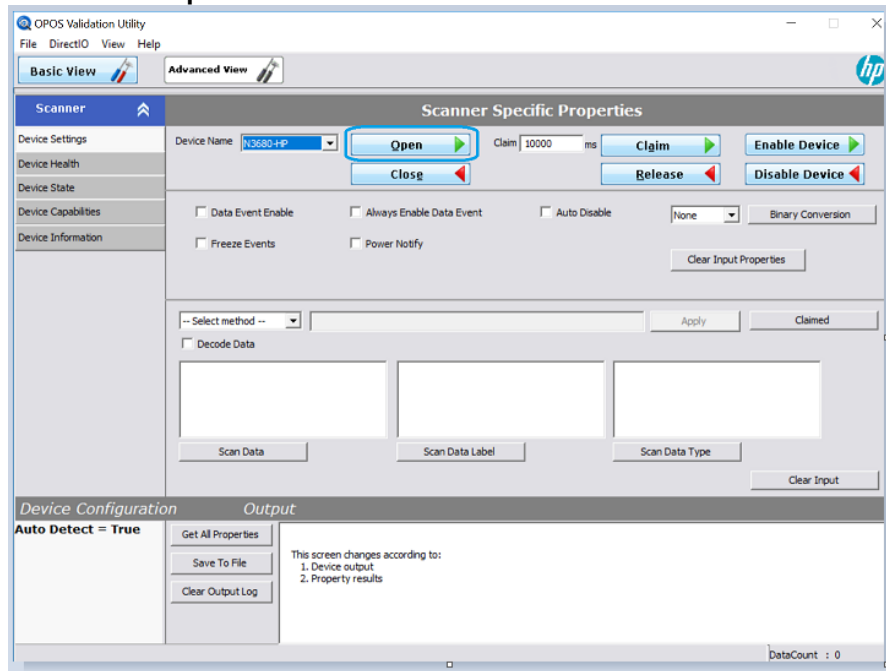 OPOS Validation Utility
File DirectIO View Help
Basic View Advanced View hp
Scanner Scanner Specific Properties
Device Settings
Device Health
Device State
Device Capabilities
Device Information
Device Name N3680-HP Open Claim 10000 ms Claim Enable Device
Close Release Disable Device
Data Event Enable Always Enable Data Event Auto Disable None Binary Conversion
Freeze Events Power Notify Clear Input Properties
-- Select method -- Apply Claimed
Decode Data
Scan Data Scan Data Label Scan Data Type
Clear Input
Device Configuration Output
Auto Detect = True
Get All Properties
Save To File
Clear Output Log
This screen changes according to:
1. Device output
2. Property results
DataCount : 0